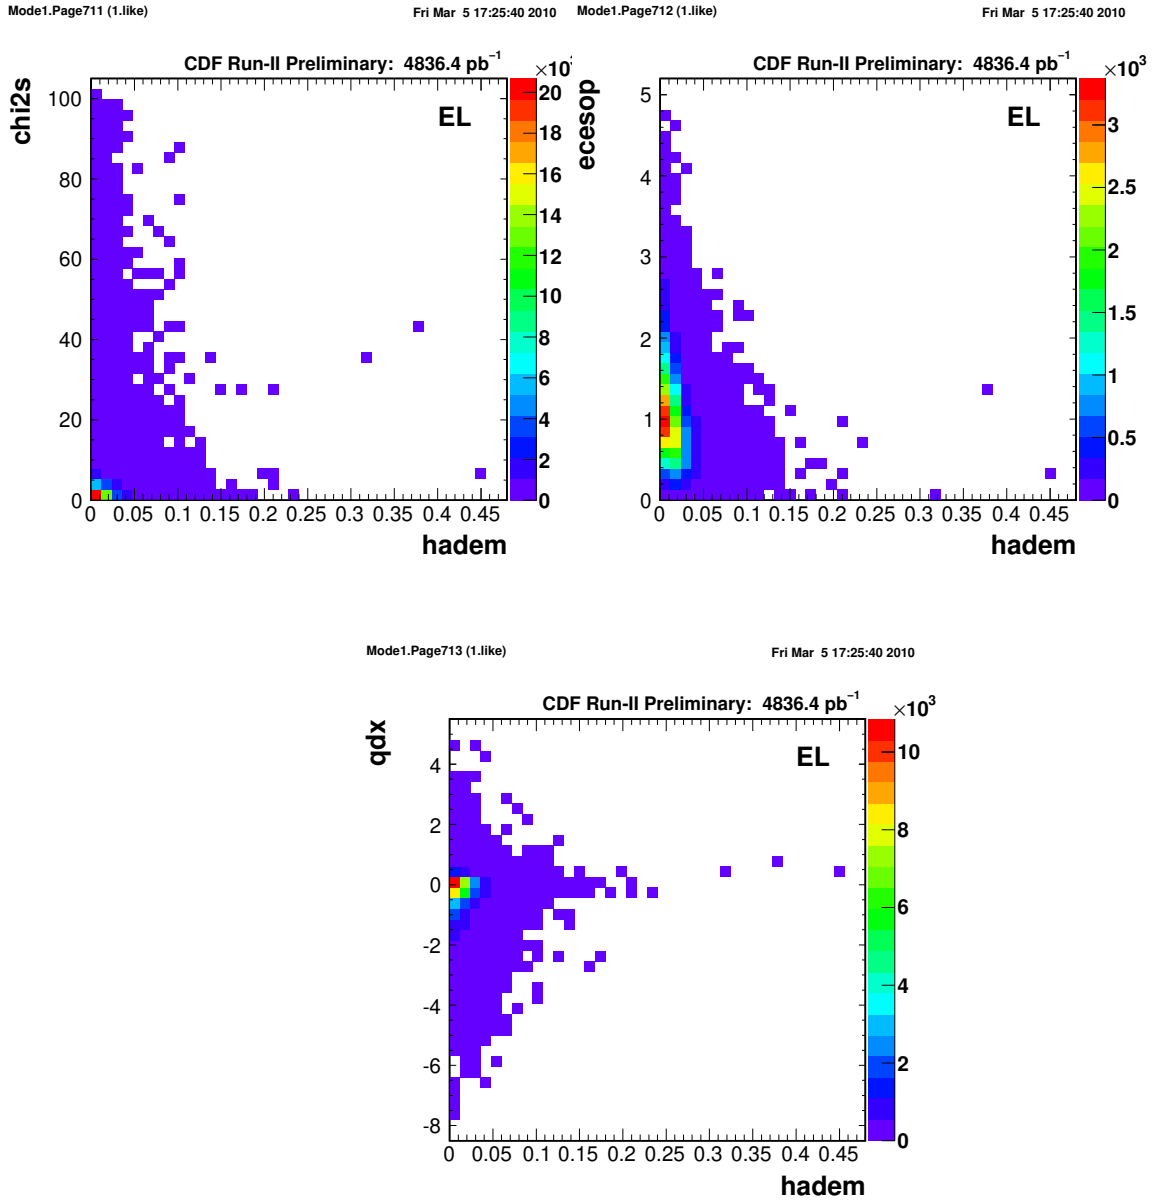 Mode1.Page711 (1.like)
Fri Mar 5 17:25:40 2010
CDF Run-II Preliminary: 4836.4 pb⁻¹
chi2s
EL
100
80
60
40
20
0
0 0.05 0.1 0.15 0.2 0.25 0.3 0.35 0.4 0.45
hadem
20
18
16
14
12
10
8
6
4
2
0
Mode1.Page712 (1.like)
Fri Mar 5 17:25:40 2010
CDF Run-II Preliminary: 4836.4 pb⁻¹
ecesop
EL
5
4
3
2
1
0
0 0.05 0.1 0.15 0.2 0.25 0.3 0.35 0.4 0.45
hadem
×10³
3
2.5
2
1.5
1
0.5
0
Mode1.Page713 (1.like)
Fri Mar 5 17:25:40 2010
CDF Run-II Preliminary: 4836.4 pb⁻¹
qdx
EL
4
2
0
-2
-4
-6
-8
0 0.05 0.1 0.15 0.2 0.25 0.3 0.35 0.4 0.45
hadem
×10³
10
8
6
4
2
0